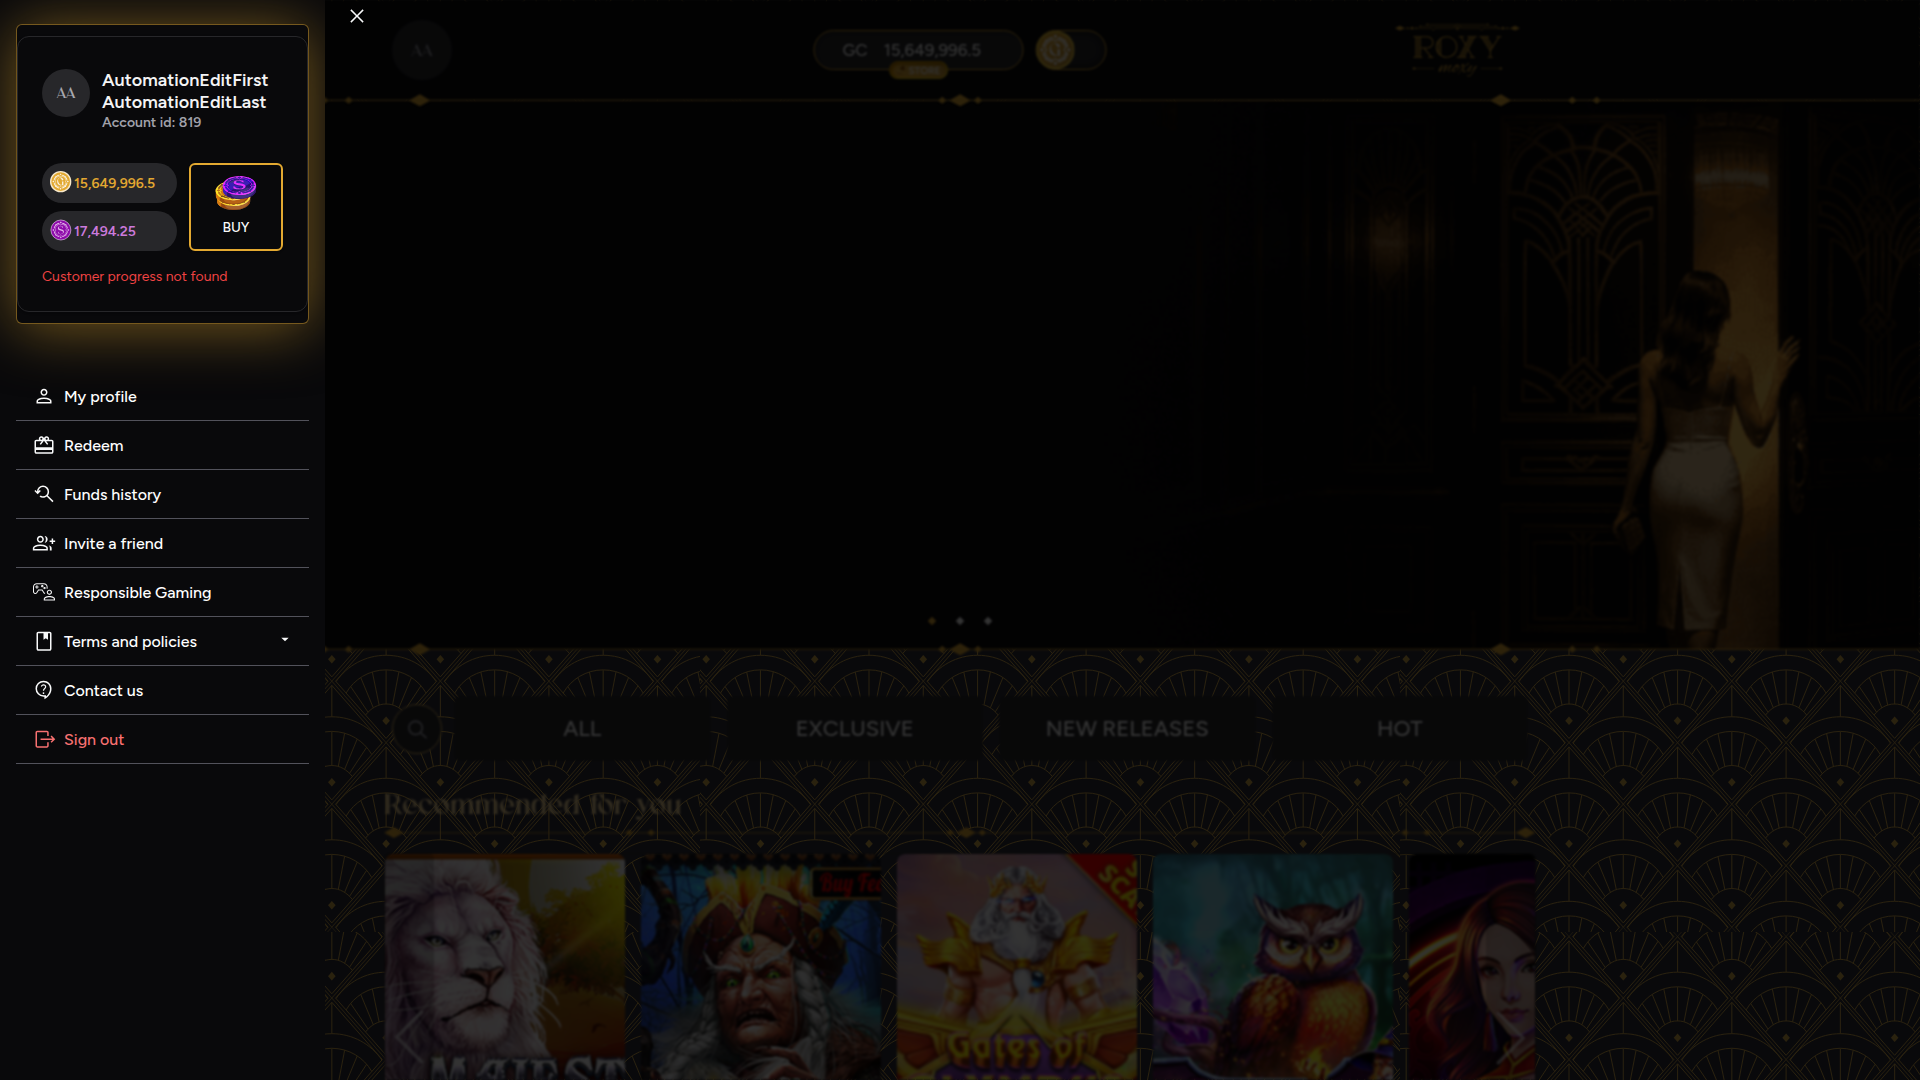 AA
AutomationEditFirst
AutomationEditLast
Account id: 819
15,649,996.5
17,494.25
BUY
Customer progress not found
My profile
Redeem
Funds history
Invite a friend
Responsible Gaming
Terms and policies
Contact us
Sign out
AA
GC 15,649,996.5
ROXY
moxy
ALL
EXCLUSIVE
NEW RELEASES
HOT
Recommended for you
Gates of